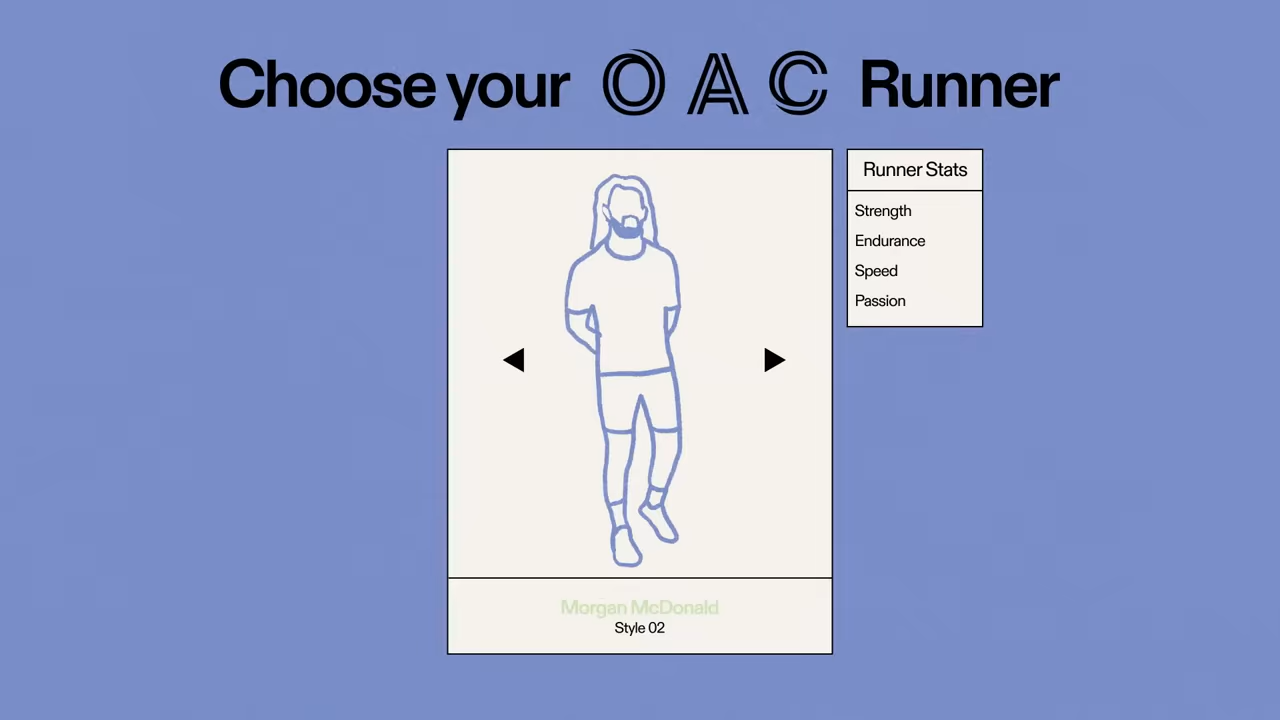 Choose your OAC Runner
Runner Stats
Strength
Endurance
Speed
Passion
Morgan McDonald
Style 02